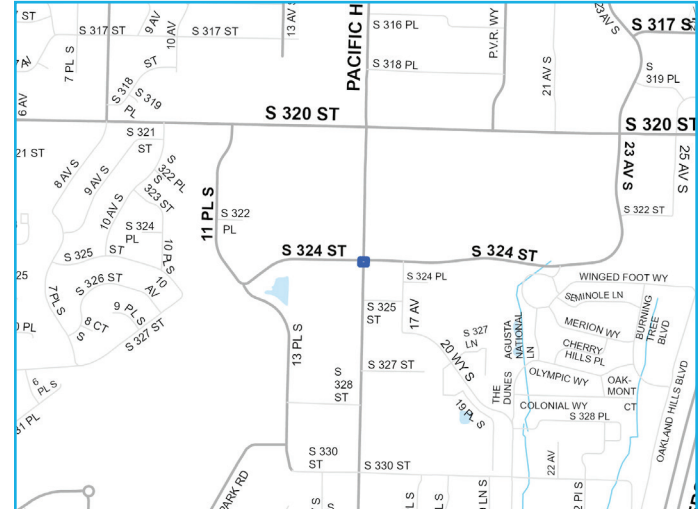 ST
S 317 ST
9 AV
10 AV
13 AV
PACIFIC H
S 316 PL
P.V.R. WY
23 AV S
S 317 S
7 PL S
S 318 PL
21 AV S
S
319 PL
6 AV
S 318
ST
S 319
PL
S 320 ST
S 320 ST
21 ST
8 AV S
9 AV S
S 321
ST
S 322 PL
S 323 ST
10 AV S
S 324
PL
10 PL S
S 325 ST
11 PL S
S 322
PL
23 AV S
25 AV S
S 322 ST
S 324 ST
S 324 ST
25
7 PL S
S 326 ST
10
AV
9 PL S
8 CT
S
S 327 ST
S 324 PL
WINGED FOOT WY
SEMINOLE LN
BURNING
TREE
BLVD
S 325
ST
17 AV
13 PL S
20 WY S
S 327
LN
AGUSTA
NATIONAL
LN
MERION WY
CHERRY
HILLS PL
S 327 ST
OLYMPIC WY
OAK-
MONT
CT
OAKLAND HILLS BLVD
S
328
ST
THE
DUNES
COLONIAL WY
S 328 PL
19 PL S
6
PL S
31 PL
S 330
ST
S 330 ST
22 AV
PARK RD